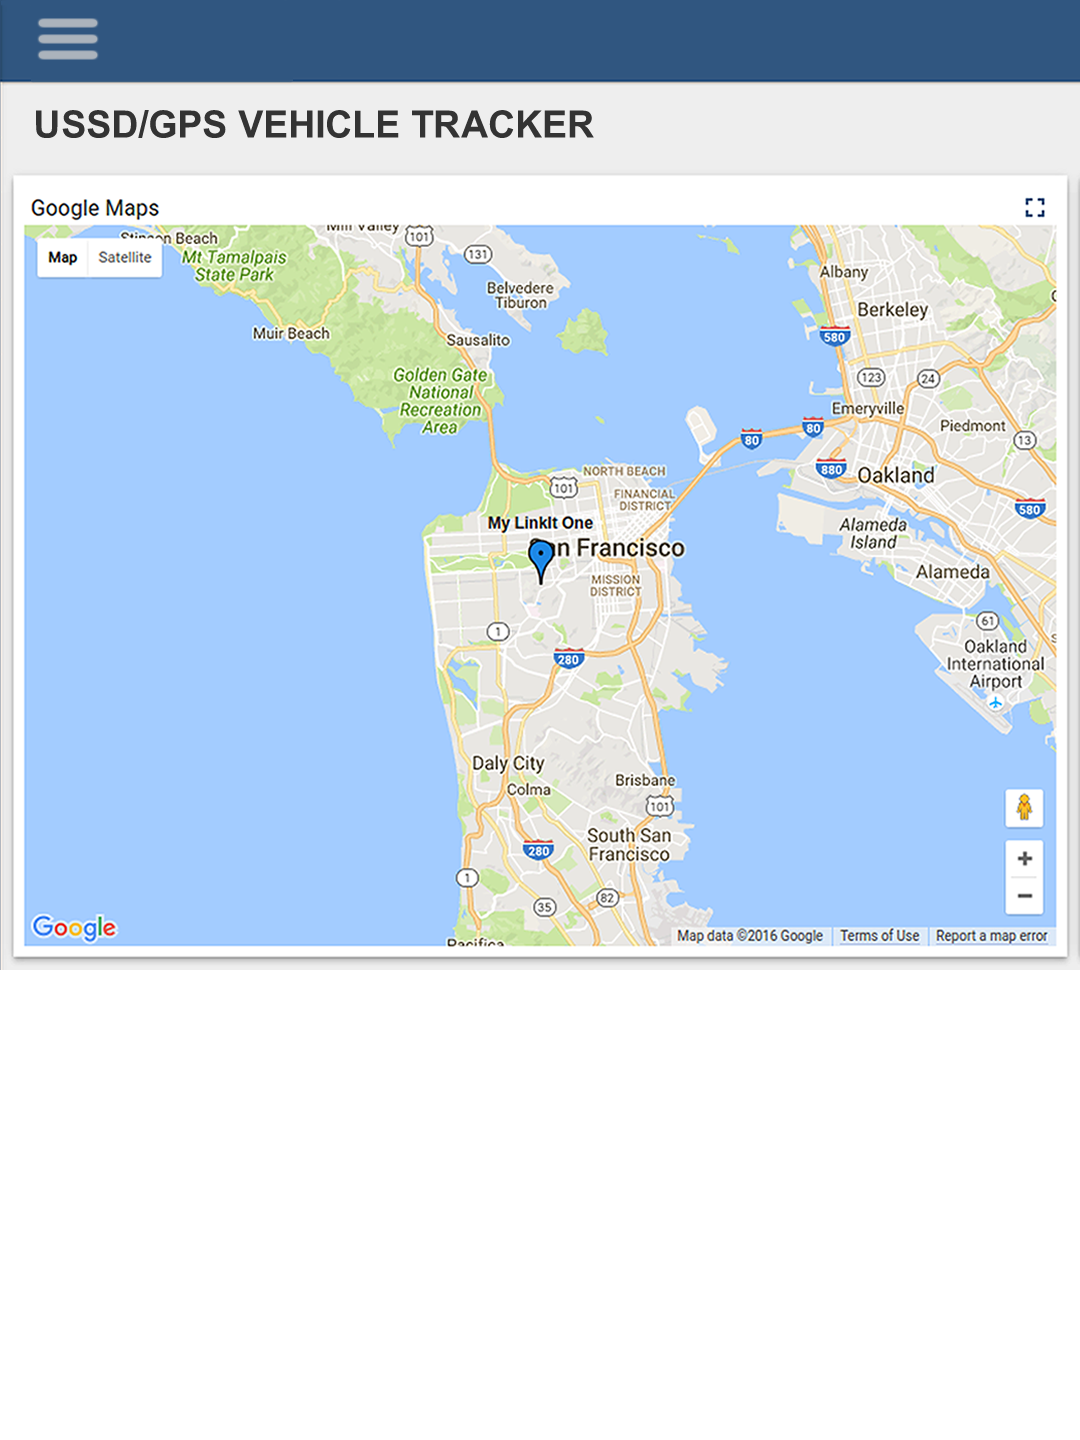 USSD/GPS VEHICLE TRACKER
Google Maps
Map
Satellite
Stinson Beach
Mt Tamalpais
State Park
Mill Valley
101
131
Belvedere
Tiburon
Muir Beach
Sausalito
Albany
Berkeley
580
Golden Gate
National
Recreation
Area
123
24
Emeryville
80
80
Piedmont
13
880
Oakland
580
NORTH BEACH
101
FINANCIAL
DISTRICT
My LinkIt One
San Francisco
Alameda
Island
Alameda
MISSION
DISTRICT
1
280
61
Oakland
International
Airport
Daly City
Colma
Brisbane
101
South San
Francisco
280
1
35
82
Pacifica
+
−
Google
Map data ©2016 Google
Terms of Use
Report a map error